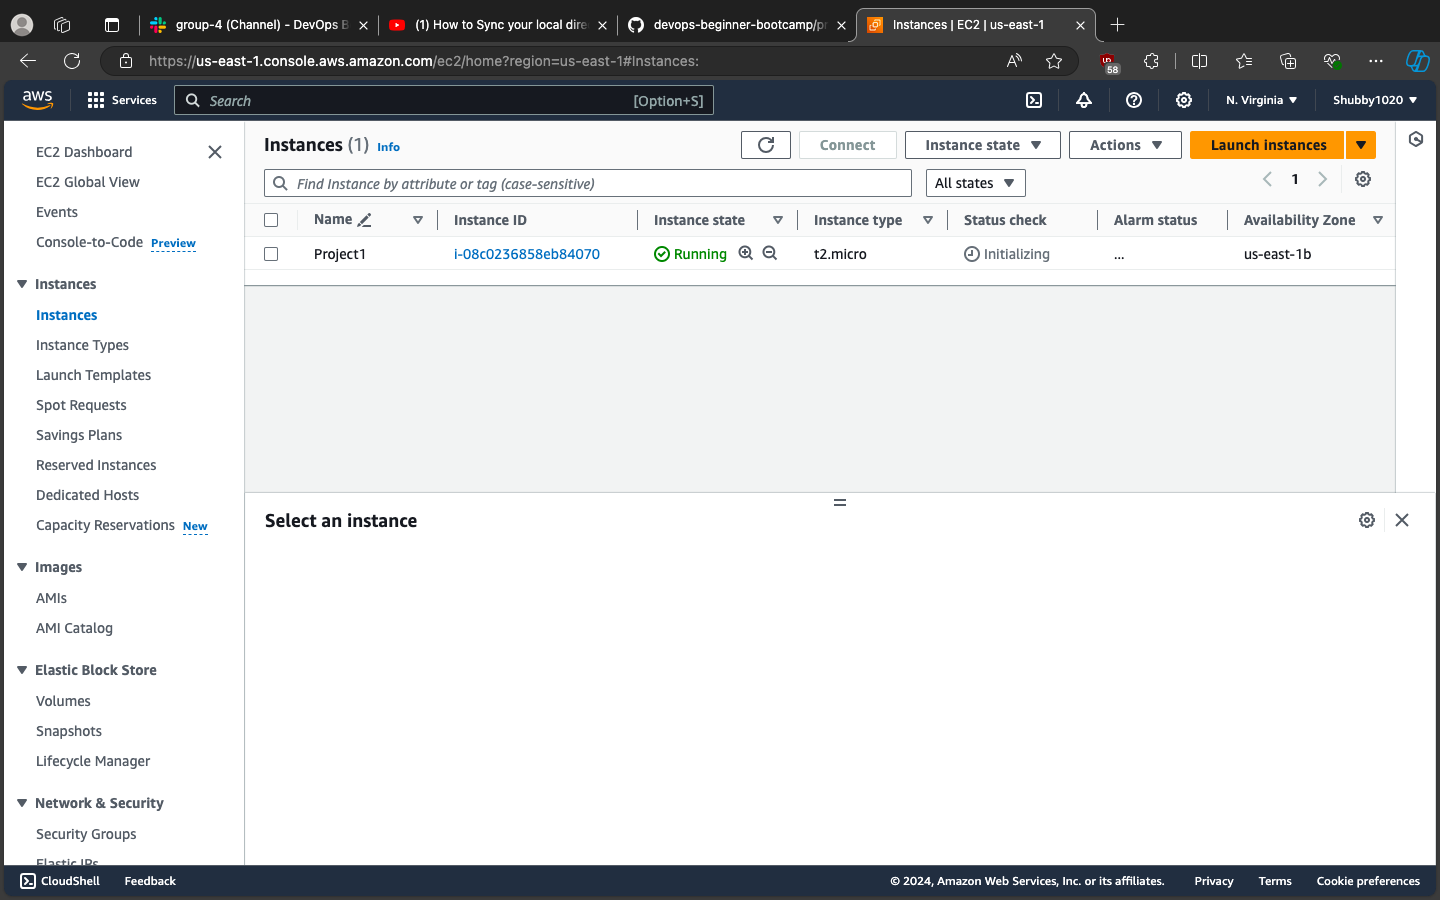 group-4 (Channel) - DevOps B
(1) How to Sync your local dire
devops-beginner-bootcamp/pr
Instances | EC2 | us-east-1
https://us-east-1.console.aws.amazon.com/ec2/home?region=us-east-1#Instances:
58
aws
Services
Search
[Option+S]
N. Virginia
Shubby1020
EC2 Dashboard
EC2 Global View
Events
Console-to-Code Preview
Instances
Instances
Instance Types
Launch Templates
Spot Requests
Savings Plans
Reserved Instances
Dedicated Hosts
Capacity Reservations New
Images
AMIs
AMI Catalog
Elastic Block Store
Volumes
Snapshots
Lifecycle Manager
Network & Security
Security Groups
Elastic IPs
Instances (1) Info
Connect
Instance state
Actions
Launch instances
Find Instance by attribute or tag (case-sensitive)
All states
1
Name Instance ID Instance state Instance type Status check Alarm status Availability Zone
Project1 i-08c0236858eb84070 Running t2.micro Initializing ... us-east-1b
Select an instance
CloudShell Feedback © 2024, Amazon Web Services, Inc. or its affiliates. Privacy Terms Cookie preferences